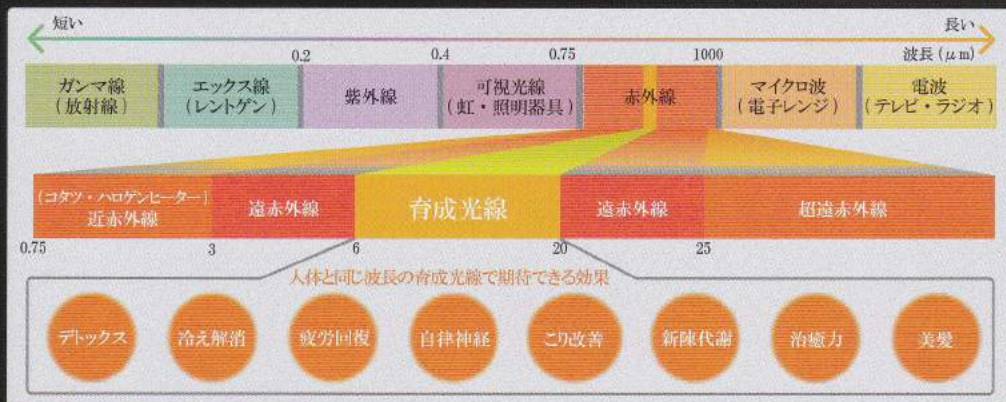 短い
長い
0.2
0.4
0.75
1000
波長(μm)
ガンマ線
(放射線)
エックス線
(レントゲン)
紫外線
可視光線
(虹・照明器具)
赤外線
マイクロ波
(電子レンジ)
電波
(テレビ・ラジオ)
(コタツ・ハロゲンヒーター)
近赤外線
遠赤外線
育成光線
遠赤外線
超遠赤外線
0.75
3
6
20
25
人体と同じ波長の育成光線で期待できる効果
デトックス
冷え解消
疲労回復
自律神経
こり改善
新陳代謝
治癒力
美髪